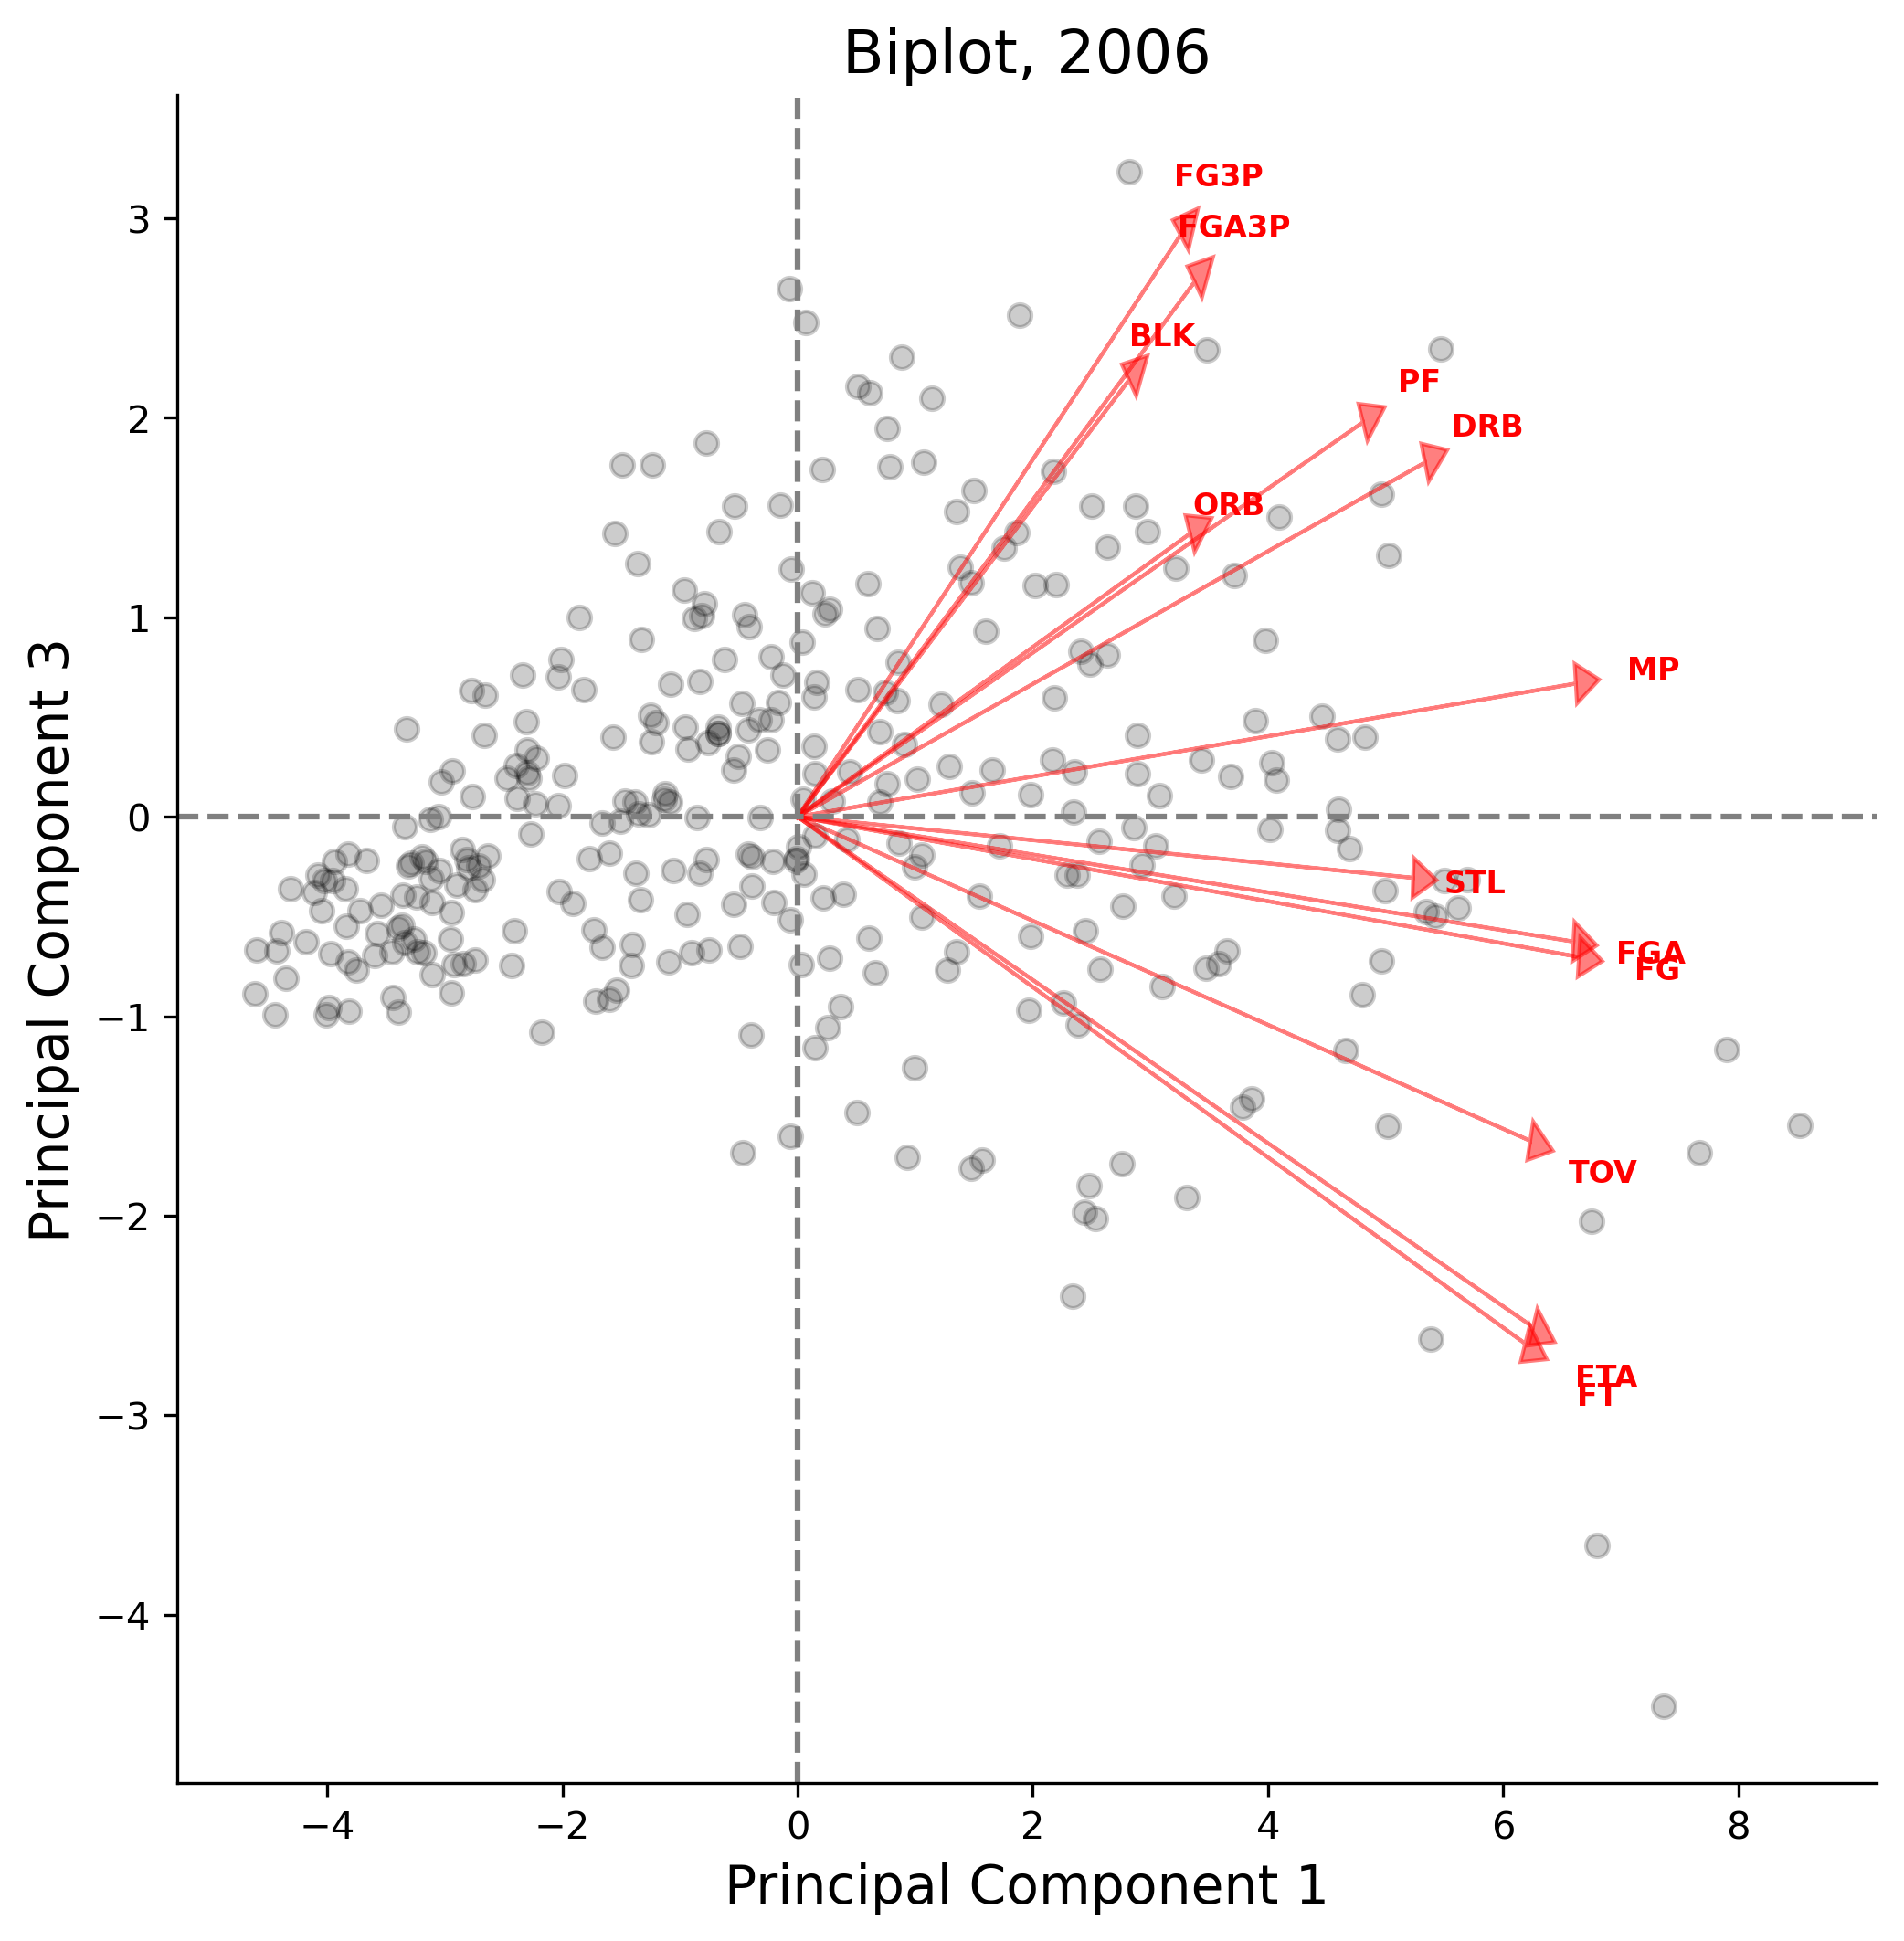 Biplot, 2006
Principal Component 3
3
2
1
0
−1
−2
−3
−4
FG3P
FGA3P
BLK
PF
DRB
ORB
MP
STL
FGA
FG
TOV
FTA
FT
−4
−2
0
2
4
6
8
Principal Component 1